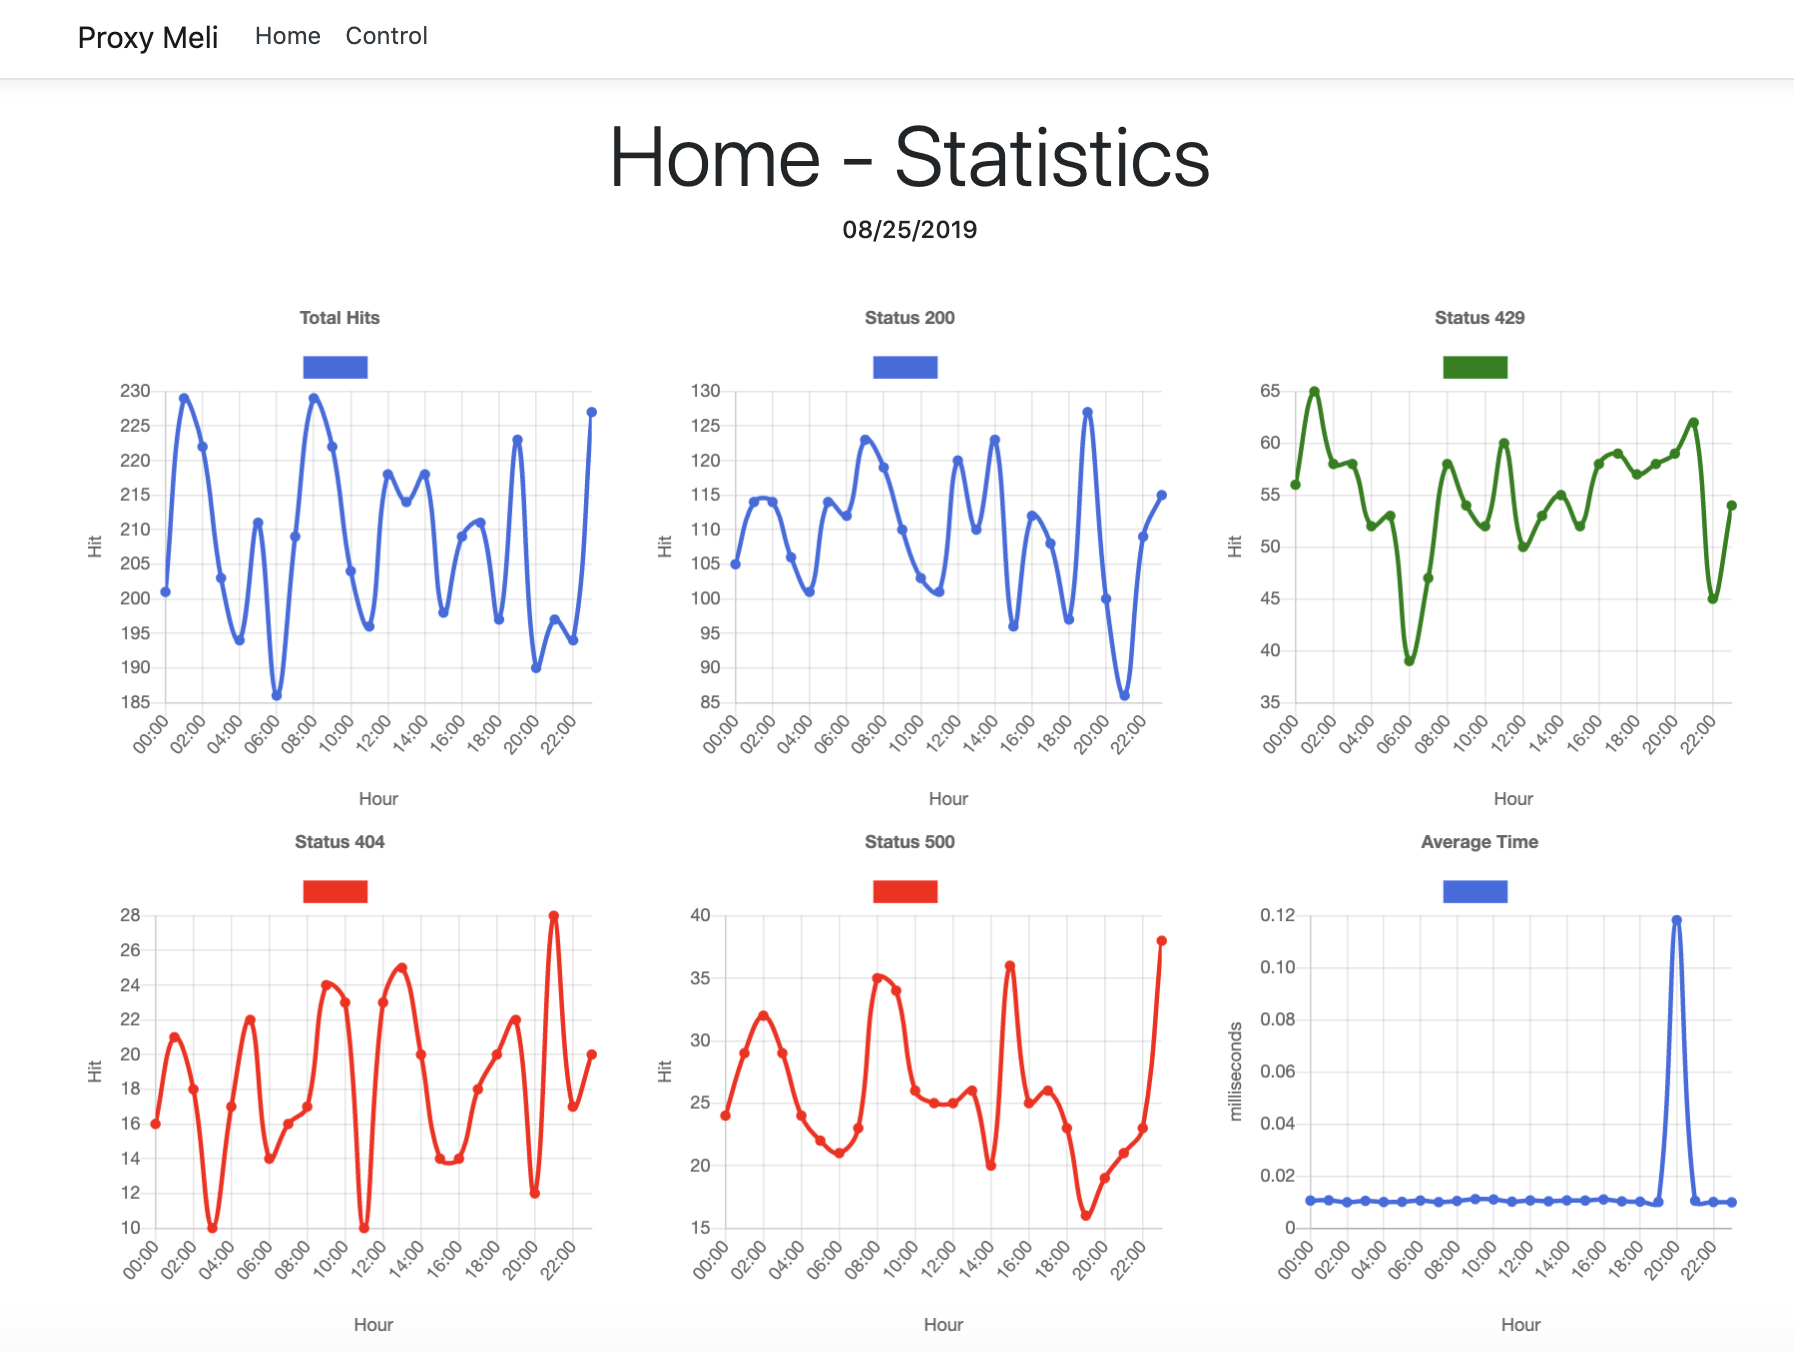 Proxy Meli Home Control
Home - Statistics
08/25/2019
Total Hits
230
225
220
215
210
205
200
195
190
185
Hit
00:00 02:00 04:00 06:00 08:00 10:00 12:00 14:00 16:00 18:00 20:00 22:00
Hour
Status 200
130
125
120
115
110
105
100
95
90
85
Hit
00:00 02:00 04:00 06:00 08:00 10:00 12:00 14:00 16:00 18:00 20:00 22:00
Hour
Status 429
65
60
55
50
45
40
35
Hit
00:00 02:00 04:00 06:00 08:00 10:00 12:00 14:00 16:00 18:00 20:00 22:00
Hour
Status 404
28
26
24
22
20
18
16
14
12
10
Hit
00:00 02:00 04:00 06:00 08:00 10:00 12:00 14:00 16:00 18:00 20:00 22:00
Hour
Status 500
40
35
30
25
20
15
Hit
00:00 02:00 04:00 06:00 08:00 10:00 12:00 14:00 16:00 18:00 20:00 22:00
Hour
Average Time
0.12
0.10
0.08
0.06
0.04
0.02
0
milliseconds
00:00 02:00 04:00 06:00 08:00 10:00 12:00 14:00 16:00 18:00 20:00 22:00
Hour